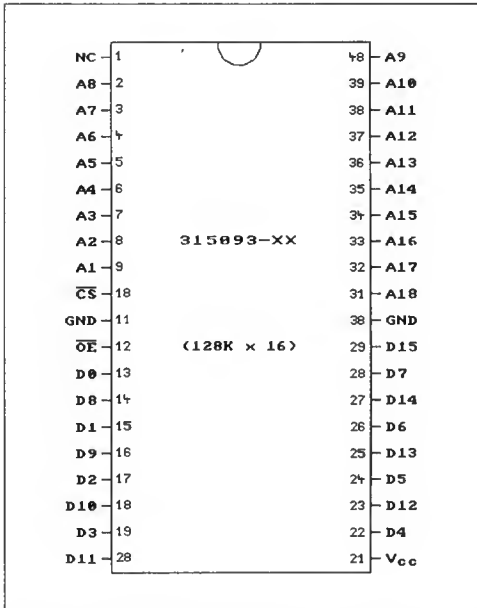 NC 1 48 A9
A8 2 39 A10
A7 3 38 A11
A6 4 37 A12
A5 5 36 A13
A4 6 35 A14
A3 7 34 A15
A2 8 315093-XX 33 A16
A1 9 32 A17
CS 18 31 A18
GND 11 38 GND
OE 12 (128K x 16) 29 D15
D0 13 28 D7
D8 14 27 D14
D1 15 26 D6
D9 16 25 D13
D2 17 24 D5
D10 18 23 D12
D3 19 22 D4
D11 28 21 Vcc